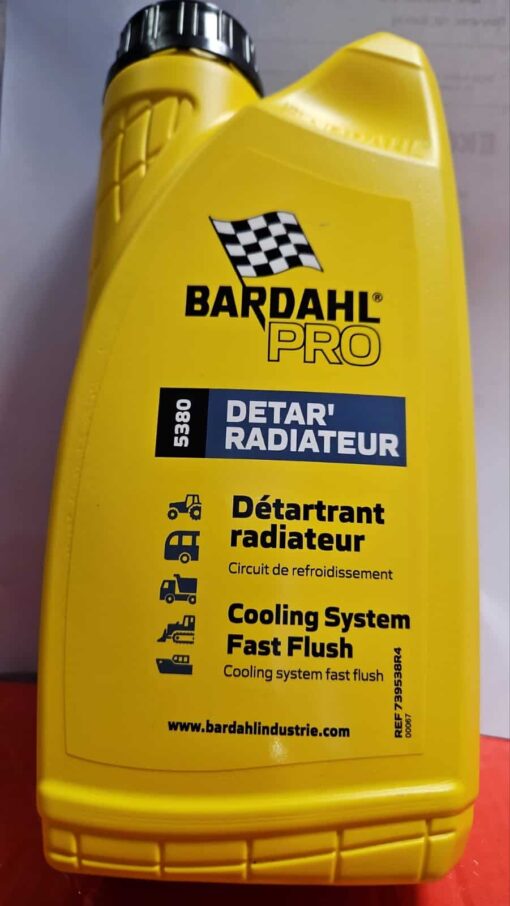 BARDAHL®
PRO
5380
DETAR'
RADIATEUR
Détartrant
radiateur
Circuit de refroidissement
Cooling System
Fast Flush
Cooling system fast flush
REF 739538R4
00067
www.bardahlindustrie.com